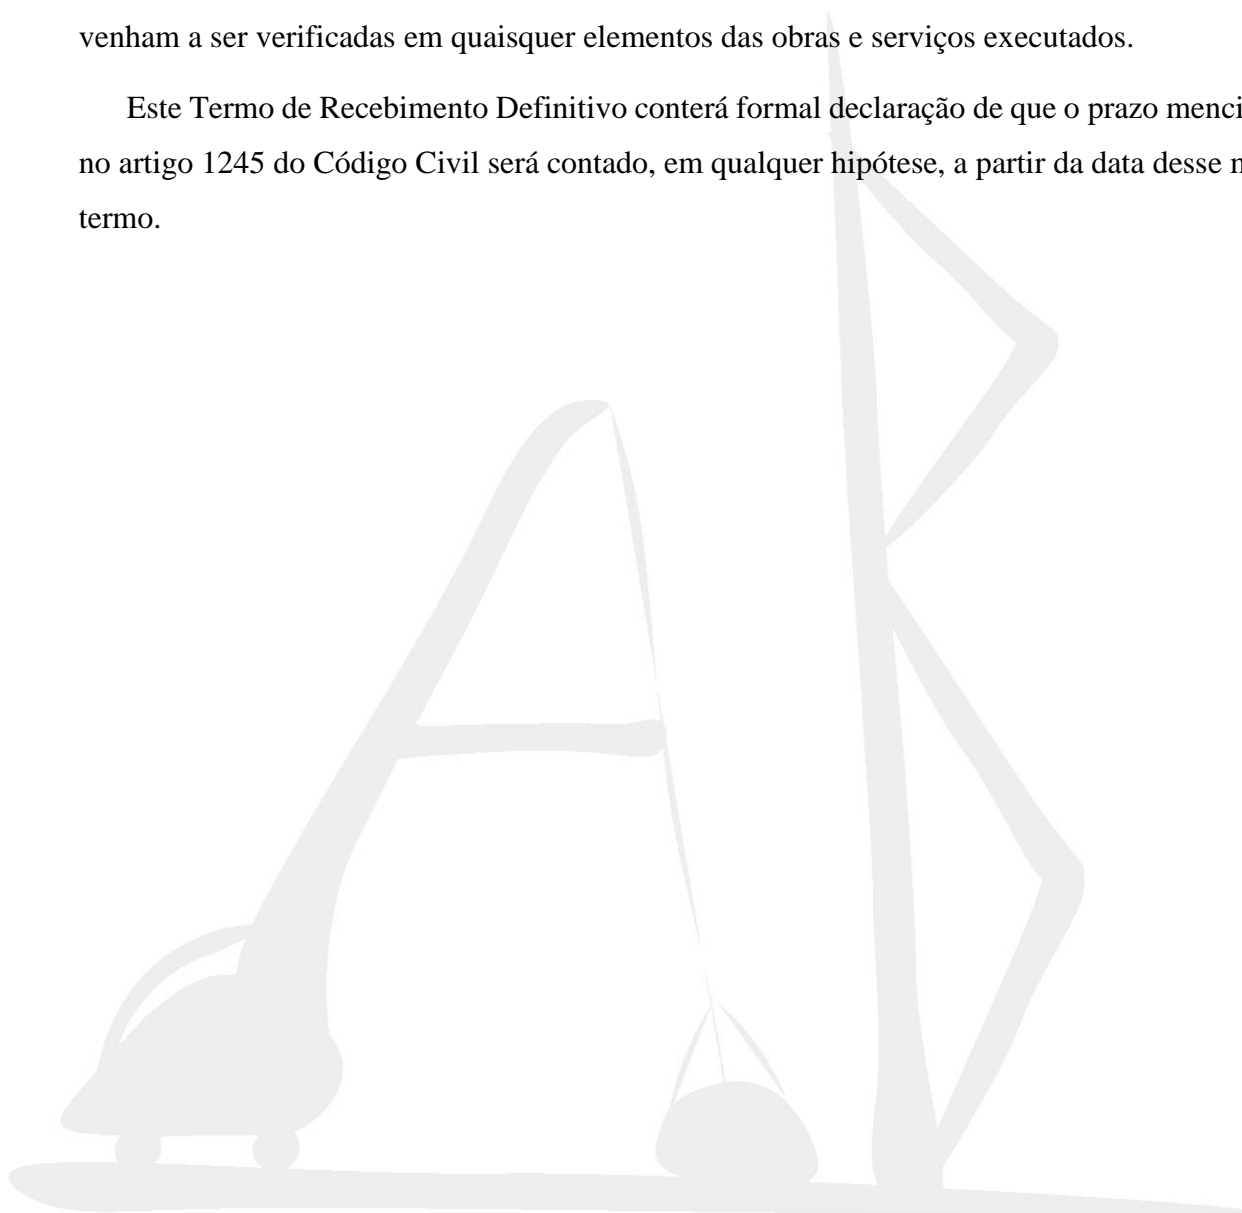 venham a ser verificadas em quaisquer elementos das obras e serviços executados.
Este Termo de Recebimento Definitivo conterá formal declaração de que o prazo menci
no artigo 1245 do Código Civil será contado, em qualquer hipótese, a partir da data desse
termo.